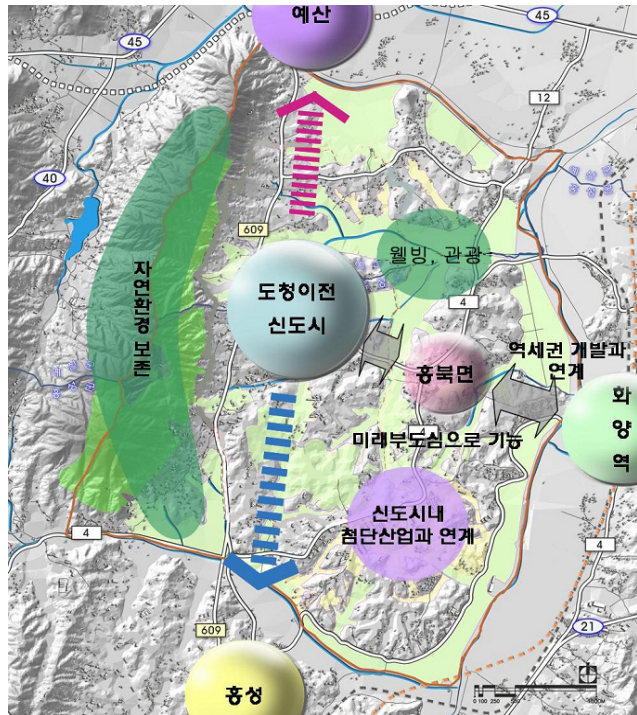 예산
45
45
12
40
609
웰빙, 관광
도청이전
신도시
4
자연환경 보존
홍북면
역세권 개발과
연계
화양역
4
미래부도심으로 기능
신도시내
첨단산업과 연계
4
4
21
609
홍성